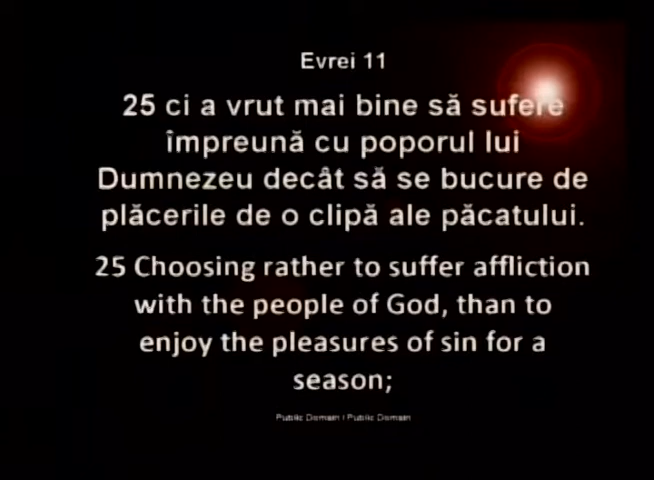 Evrei 11
25 ci a vrut mai bine să sufere
împreună cu poporul lui
Dumnezeu decât să se bucure de
plăcerile de o clipă ale păcatului.
25 Choosing rather to suffer affliction
with the people of God, than to
enjoy the pleasures of sin for a
season;
Public Domain / Public Domain